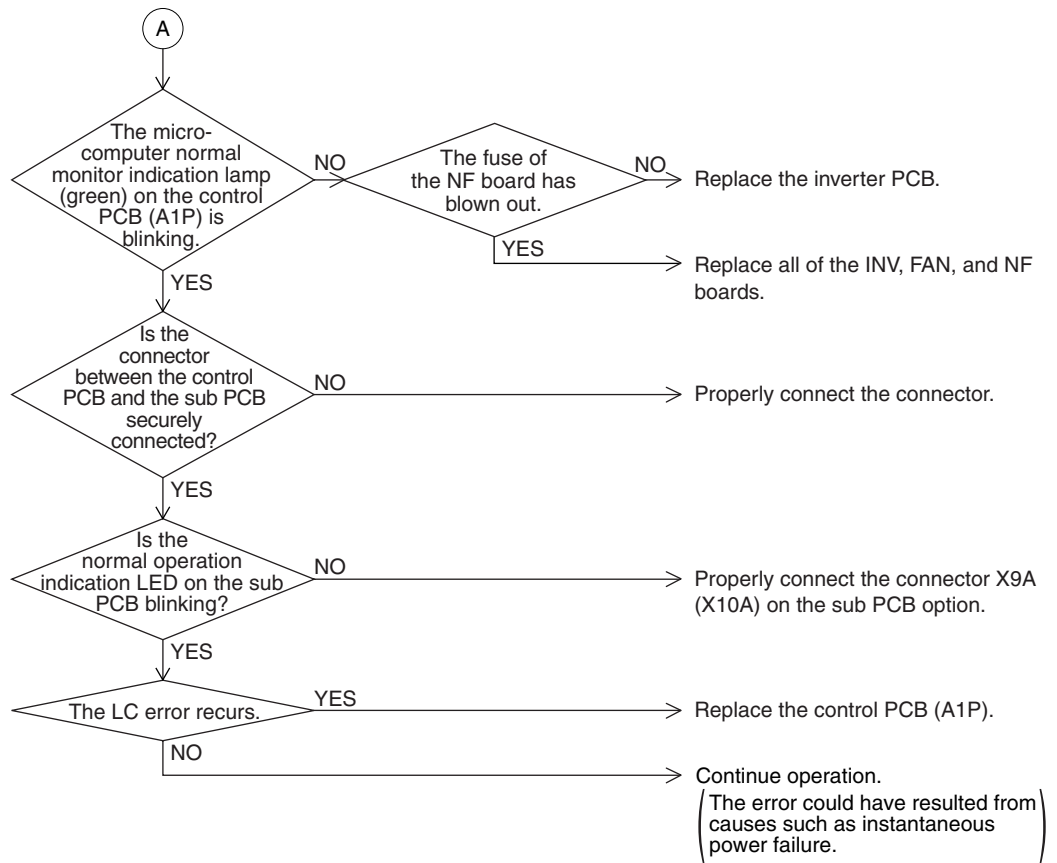 A
The micro-
computer normal
monitor indication lamp
(green) on the control
PCB (A1P) is
blinking.
NO
The fuse of
the NF board has
blown out.
NO
Replace the inverter PCB.
YES
Replace all of the INV, FAN, and NF
boards.
YES
Is the
connector
between the control
PCB and the sub PCB
securely
connected?
NO
Properly connect the connector.
YES
Is the
normal operation
indication LED on the sub
PCB blinking?
NO
Properly connect the connector X9A
(X10A) on the sub PCB option.
YES
The LC error recurs.
YES
Replace the control PCB (A1P).
NO
Continue operation.
(The error could have resulted from
causes such as instantaneous
power failure.)